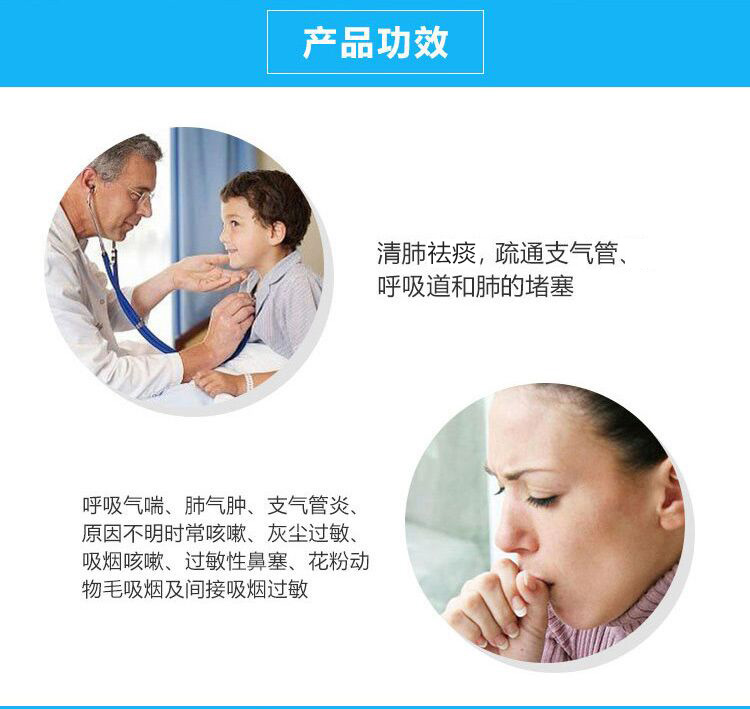 产品功效
清肺祛痰，疏通支气管、
呼吸道和肺的堵塞
呼吸气喘、肺气肿、支气管炎、
原因不明时常咳嗽、灰尘过敏、
吸烟咳嗽、过敏性鼻塞、花粉动
物毛吸烟及间接吸烟过敏